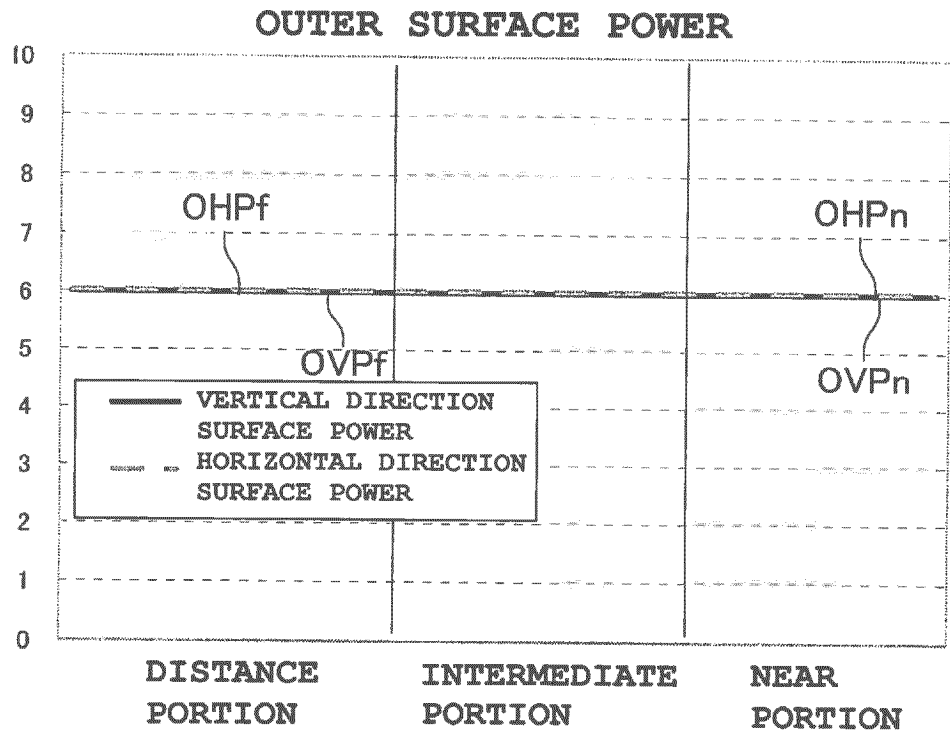 OUTER SURFACE POWER
10
9
8
7
6
5
4
3
2
1
0
OHPf
OHPn
OVPf
OVPn
VERTICAL DIRECTION
SURFACE POWER
HORIZONTAL DIRECTION
SURFACE POWER
DISTANCE
PORTION
INTERMEDIATE
PORTION
NEAR
PORTION